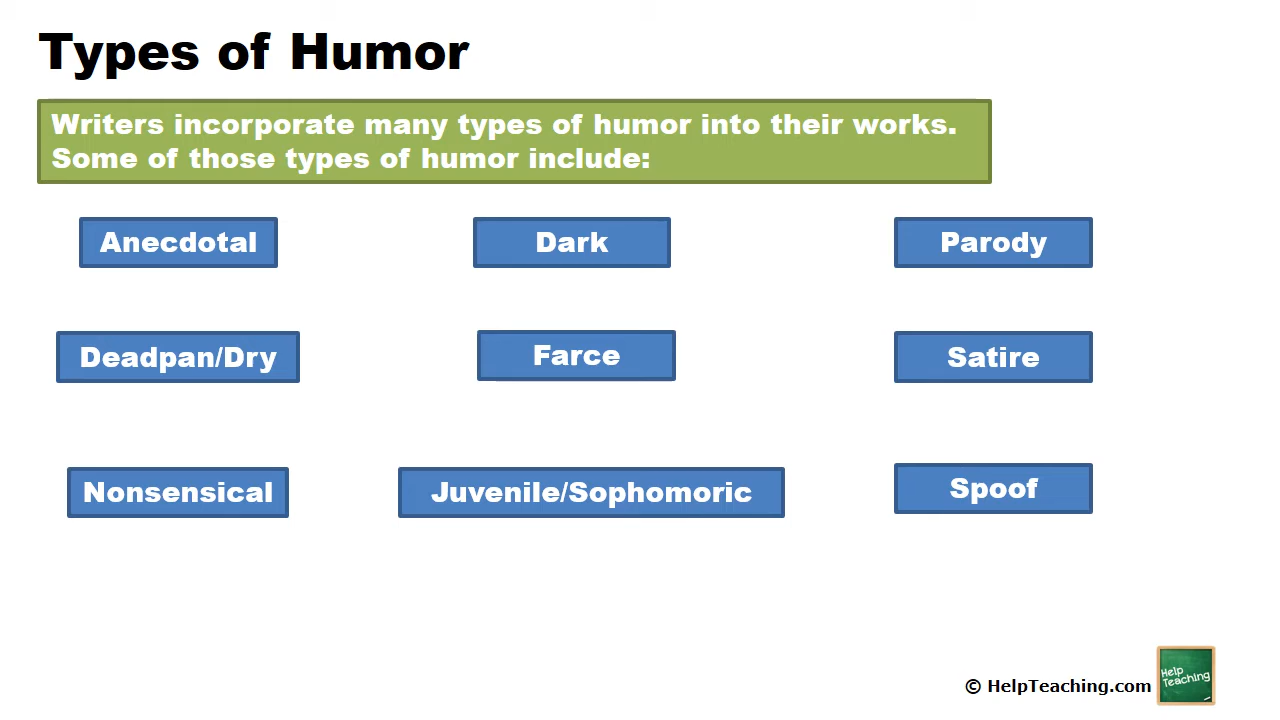 Types of Humor
Writers incorporate many types of humor into their works.
Some of those types of humor include:
Anecdotal
Dark
Parody
Deadpan/Dry
Farce
Satire
Nonsensical
Juvenile/Sophomoric
Spoof
© HelpTeaching.com
Help
Teaching